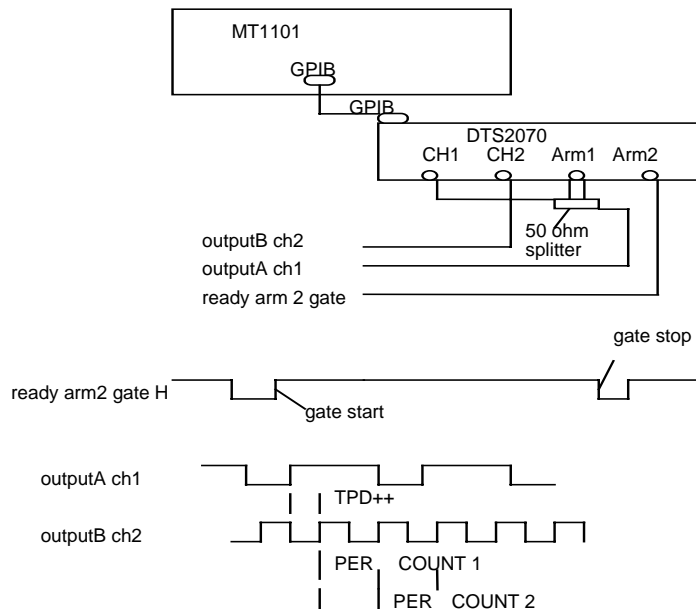 MT1101
GPIB
GPIB
DTS2070
CH1 CH2 Arm1 Arm2
50 ohm
splitter
outputB ch2
outputA ch1
ready arm 2 gate
gate stop
ready arm2 gate H
gate start
outputA ch1
TPD++
outputB ch2
PER COUNT 1
PER COUNT 2